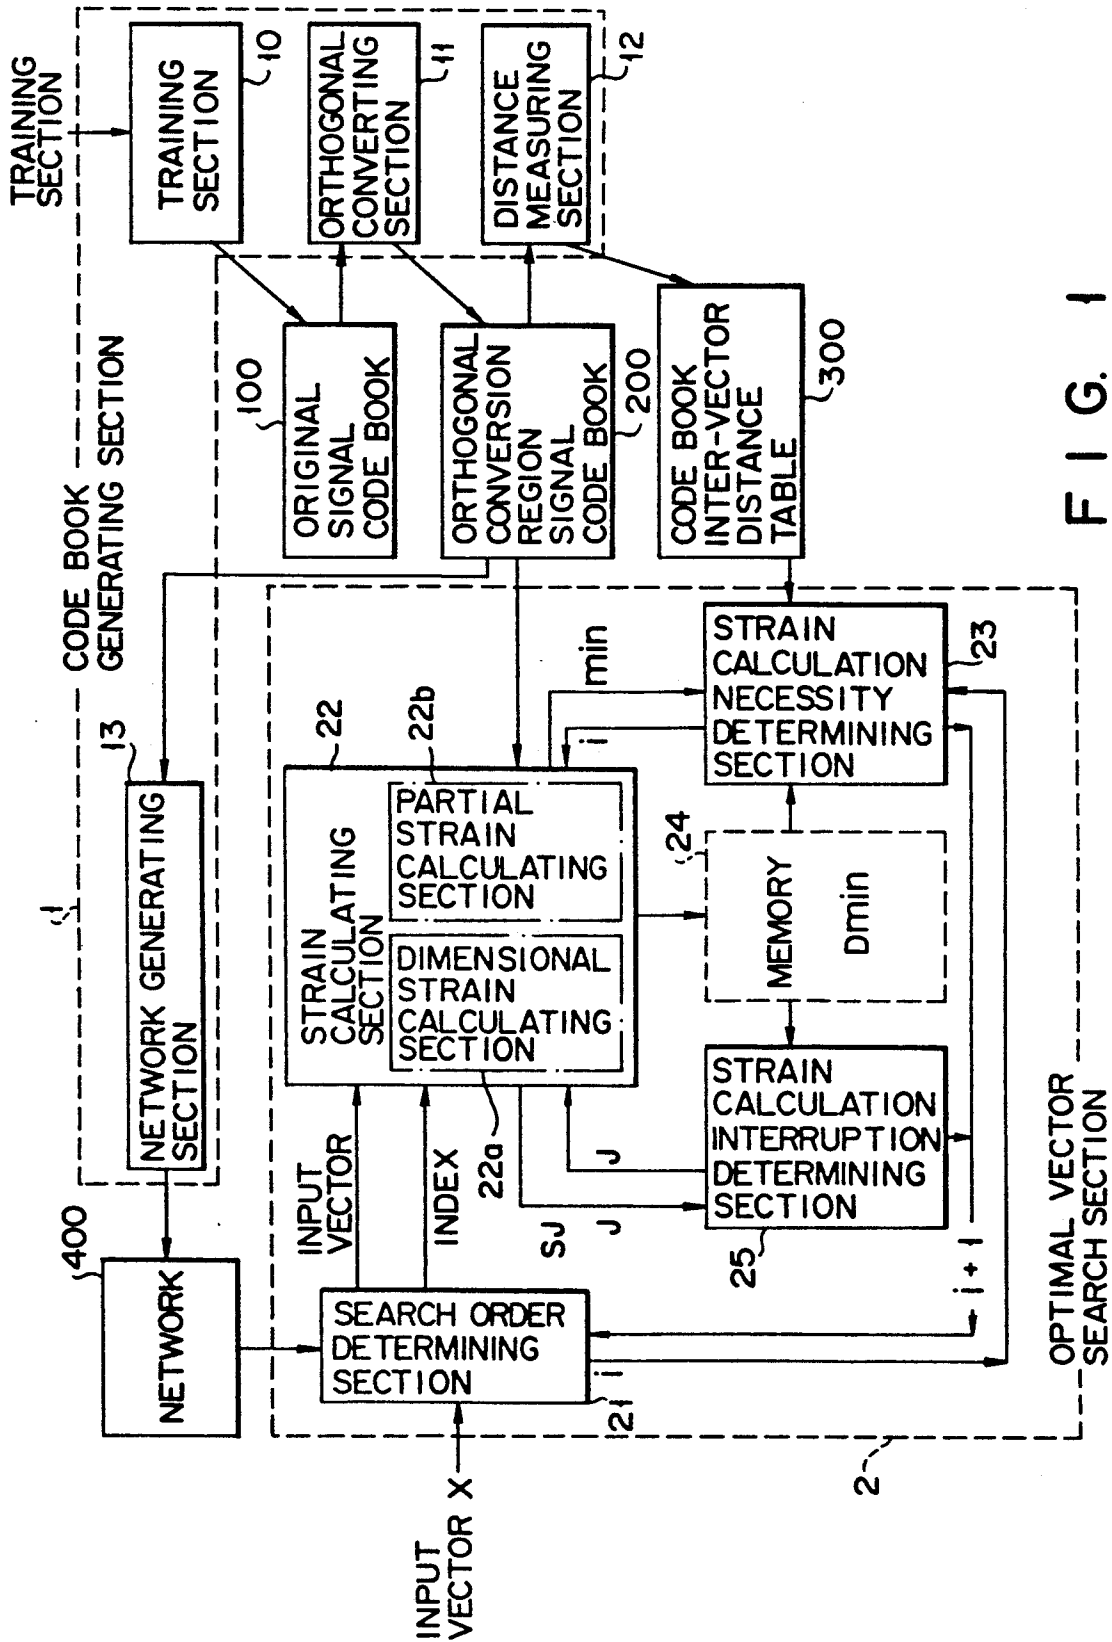 TRAINING
SECTION
CODE BOOK
GENERATING SECTION
1
TRAINING
SECTION
10
ORTHOGONAL
CONVERTING
SECTION
11
DISTANCE
MEASURING
SECTION
12
NETWORK GENERATING
SECTION
13
ORIGINAL
SIGNAL
CODE BOOK
100
ORTHOGONAL
CONVERSION
REGION
SIGNAL
CODE BOOK
200
CODE BOOK
INTER-VECTOR
DISTANCE
TABLE
300
NETWORK
400
INPUT
VECTOR X
SEARCH ORDER
DETERMINING
SECTION
21
INPUT
VECTOR
INDEX
STRAIN
CALCULATING
SECTION
22
DIMENSIONAL
STRAIN
CALCULATING
SECTION
22a
PARTIAL
STRAIN
CALCULATING
SECTION
22b
SJ
J
J
i
min
STRAIN
CALCULATION
INTERRUPTION
DETERMINING
SECTION
25
MEMORY
Dmin
24
STRAIN
CALCULATION
NECESSITY
DETERMINING
SECTION
23
i
i + 1
OPTIMAL VECTOR
SEARCH SECTION
2
FIG. 1